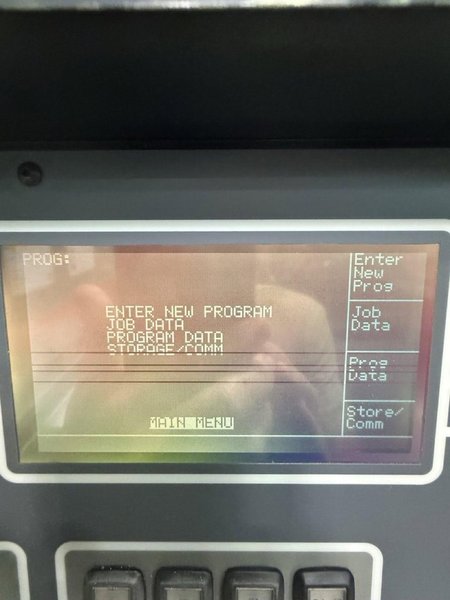 PROG:
ENTER NEW PROGRAM
JOB DATA
PROGRAM DATA
STORAGE/COMM
MAIN MENU
Enter
New
Prog
Job
Data
Prog
Data
Store/
Comm